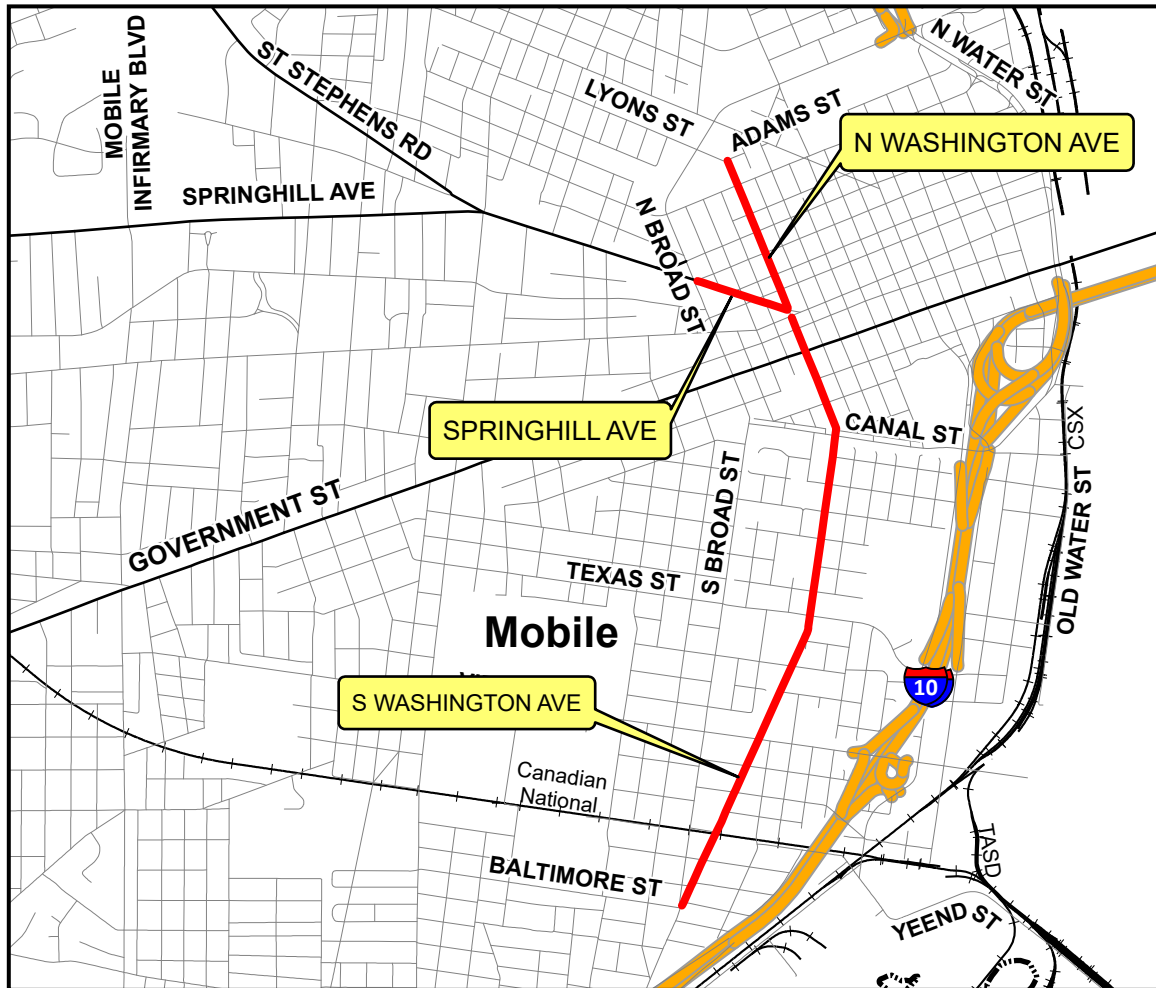 N WATER ST
MOBILE
INFIRMARY BLVD
ST STEPHENS RD
LYONS ST
ADAMS ST
N WASHINGTON AVE
SPRINGHILL AVE
N BROAD ST
SPRINGHILL AVE
CANAL ST
CSX
GOVERNMENT ST
S BROAD ST
OLD WATER ST
TEXAS ST
Mobile
10
S WASHINGTON AVE
Canadian
National
TASD
BALTIMORE ST
YEEND ST